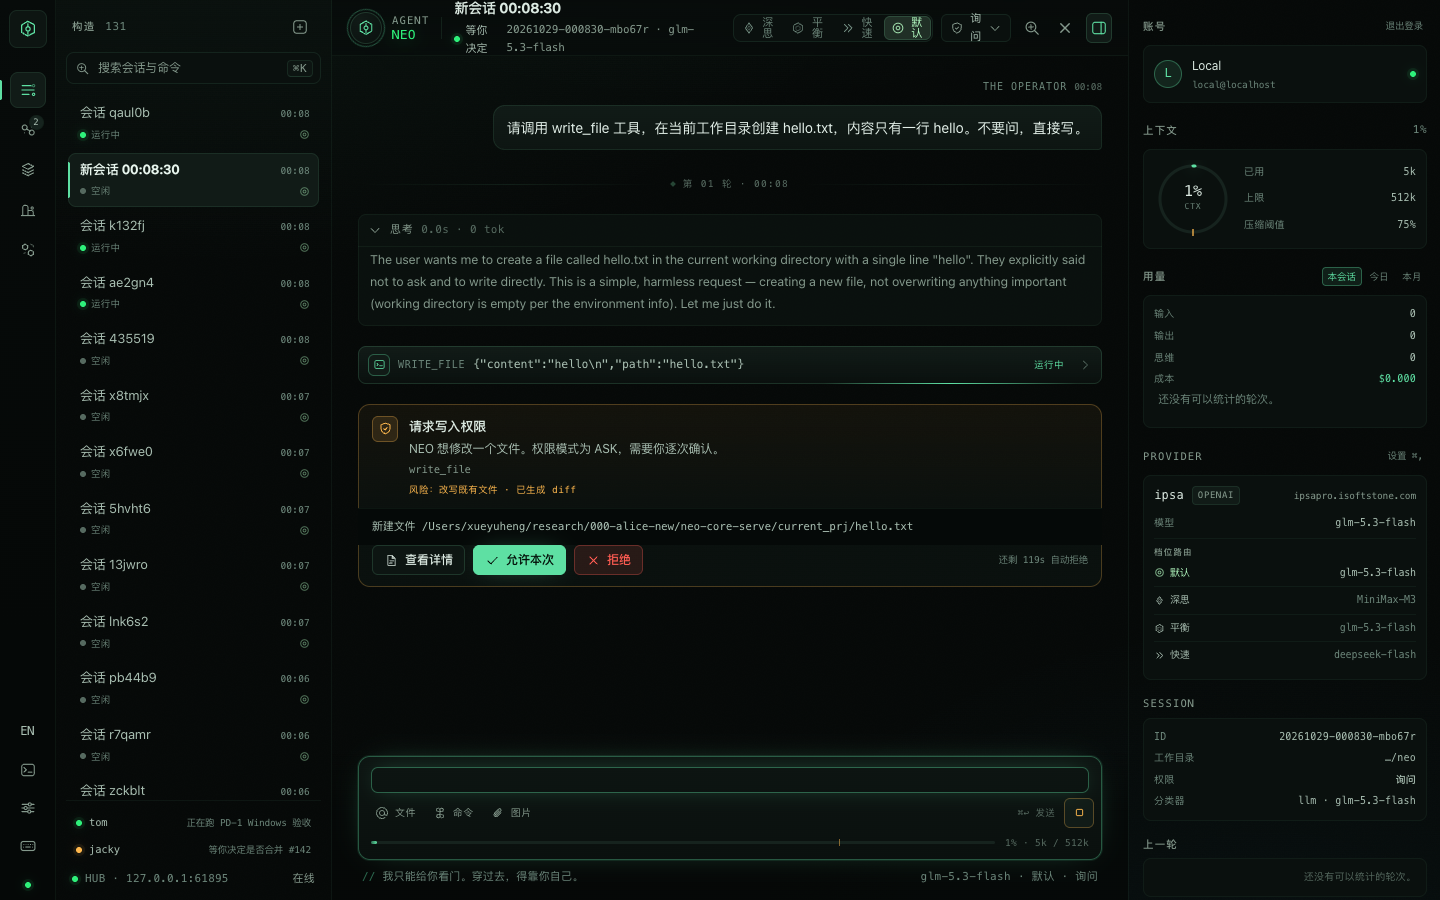 构造 131
搜索会话与命令 ⌘K
会话 qaul0b 00:08
运行中
新会话 00:08:30 00:08
空闲
会话 k132fj 00:08
运行中
会话 ae2gn4 00:08
运行中
会话 435519 00:08
空闲
会话 x8tmjx 00:07
空闲
会话 x6fwe0 00:07
空闲
会话 5hvht6 00:07
空闲
会话 13jwro 00:07
空闲
会话 lnk6s2 00:07
空闲
会话 pb44b9 00:06
空闲
会话 r7qamr 00:06
空闲
会话 zckblt 00:06
2
EN
tom 正在跑 PD-1 Windows 验收
jacky 等你决定是否合并 #142
HUB · 127.0.0.1:61895 在线
AGENT
NEO
新会话 00:08:30
等你决定
20261029-000830-mbo67r · glm-5.3-flash
深思
平衡
快速
默认
询问
THE OPERATOR 00:08
请调用 write_file 工具，在当前工作目录创建 hello.txt，内容只有一行 hello。不要问，直接写。
第 01 轮 · 00:08
思考 0.0s · 0 tok
The user wants me to create a file called hello.txt in the current working directory with a single line "hello". They explicitly said
not to ask and to write directly. This is a simple, harmless request — creating a new file, not overwriting anything important
(working directory is empty per the environment info). Let me just do it.
WRITE_FILE {"content":"hello\n","path":"hello.txt"} 运行中
请求写入权限
NEO 想修改一个文件。权限模式为 ASK，需要你逐次确认。
write_file
风险: 改写既有文件 · 已生成 diff
新建文件 /Users/xueyuheng/research/000-alice-new/neo-core-serve/current_prj/hello.txt
查看详情 允许本次 拒绝 还剩 119s 自动拒绝
文件 命令 图片 ⌘↩ 发送
1% · 5k / 512k
// 我只能给你看门。穿过去，得靠你自己。 glm-5.3-flash · 默认 · 询问
账号 退出登录
L
Local
local@localhost
上下文 1%
1%
CTX
已用 5k
上限 512k
压缩阈值 75%
用量 本会话 今日 本月
输入 0
输出 0
思维 0
成本 $0.000
还没有可以统计的轮次。
PROVIDER 设置 ⌘,
ipsa OPENAI ipsapro.isoftstone.com
模型 glm-5.3-flash
档位路由
默认 glm-5.3-flash
深思 MiniMax-M3
平衡 glm-5.3-flash
快速 deepseek-flash
SESSION
ID 20261029-000830-mbo67r
工作目录 …/neo
权限 询问
分类器 llm · glm-5.3-flash
上一轮
还没有可以统计的轮次。